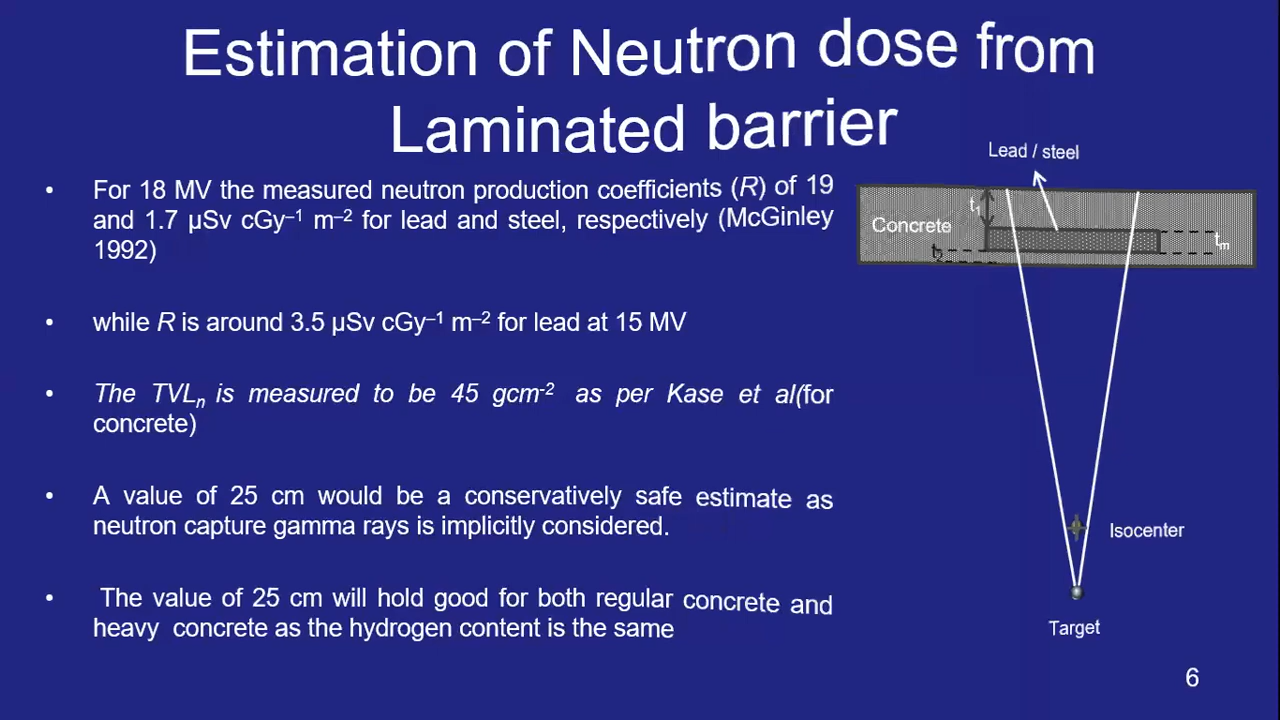 Estimation of Neutron dose from
Laminated barrier
• For 18 MV the measured neutron production coefficients (R) of 19
and 1.7 µSv cGy–1 m–2 for lead and steel, respectively (McGinley
1992)
• while R is around 3.5 µSv cGy–1 m–2 for lead at 15 MV
• The TVLn is measured to be 45 gcm-2 as per Kase et al(for
concrete)
• A value of 25 cm would be a conservatively safe estimate as
neutron capture gamma rays is implicitly considered.
• The value of 25 cm will hold good for both regular concrete and
heavy concrete as the hydrogen content is the same
Lead / steel
t1
Concrete
tm
t2
Isocenter
Target
6